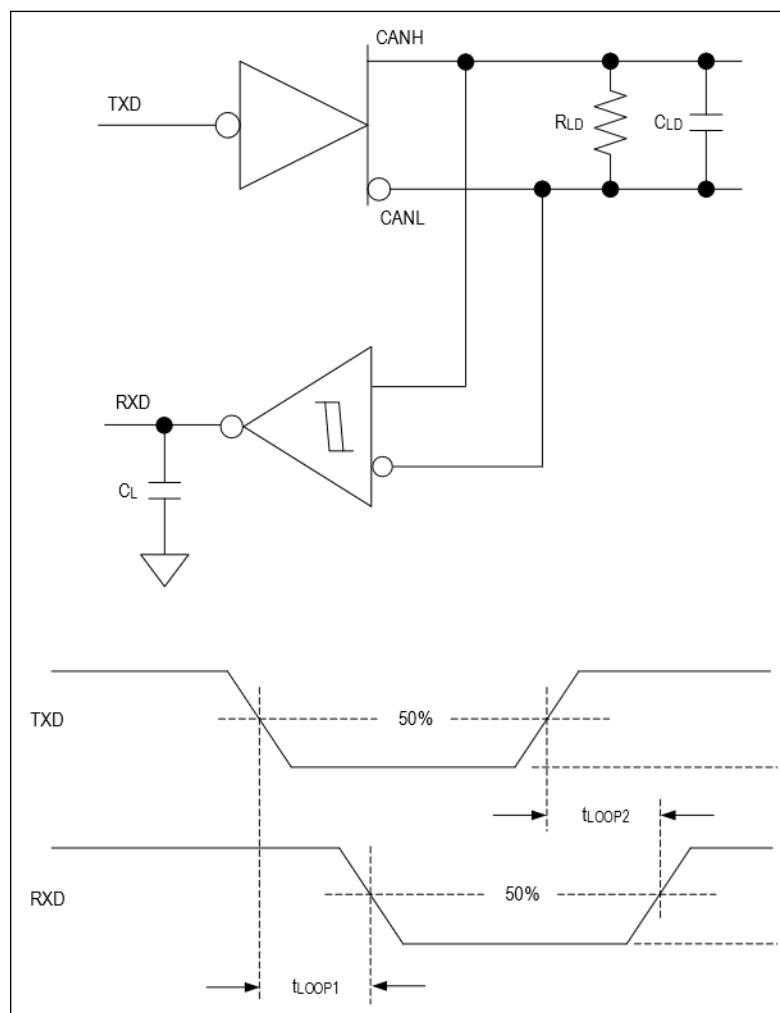 CANH
TXD
RLD
CLD
CANL
RXD
CL
TXD
50%
tLOOP2
RXD
50%
tLOOP1